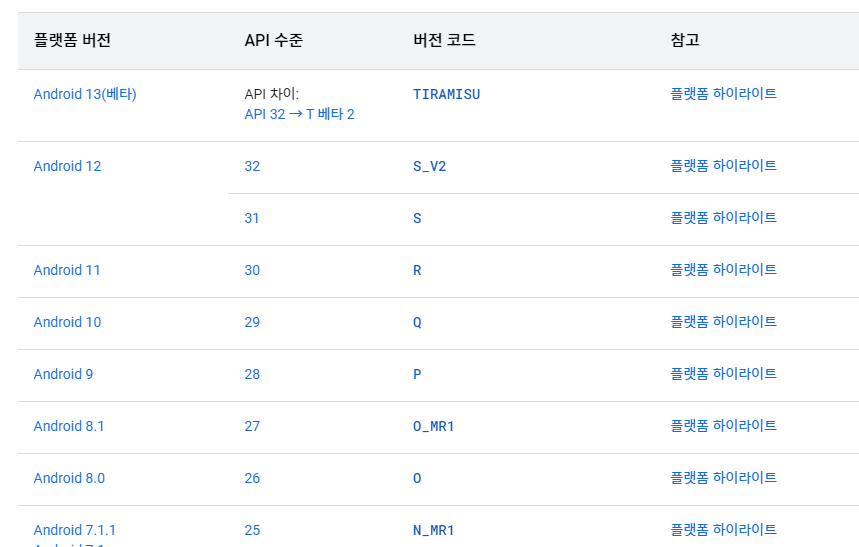 플랫폼 버전 API 수준 버전 코드 참고
Android 13(베타) API 차이: TIRAMISU 플랫폼 하이라이트
API 32 → T 베타 2
Android 12 32 S_V2 플랫폼 하이라이트
31 S 플랫폼 하이라이트
Android 11 30 R 플랫폼 하이라이트
Android 10 29 Q 플랫폼 하이라이트
Android 9 28 P 플랫폼 하이라이트
Android 8.1 27 O_MR1 플랫폼 하이라이트
Android 8.0 26 O 플랫폼 하이라이트
Android 7.1.1 25 N_MR1 플랫폼 하이라이트